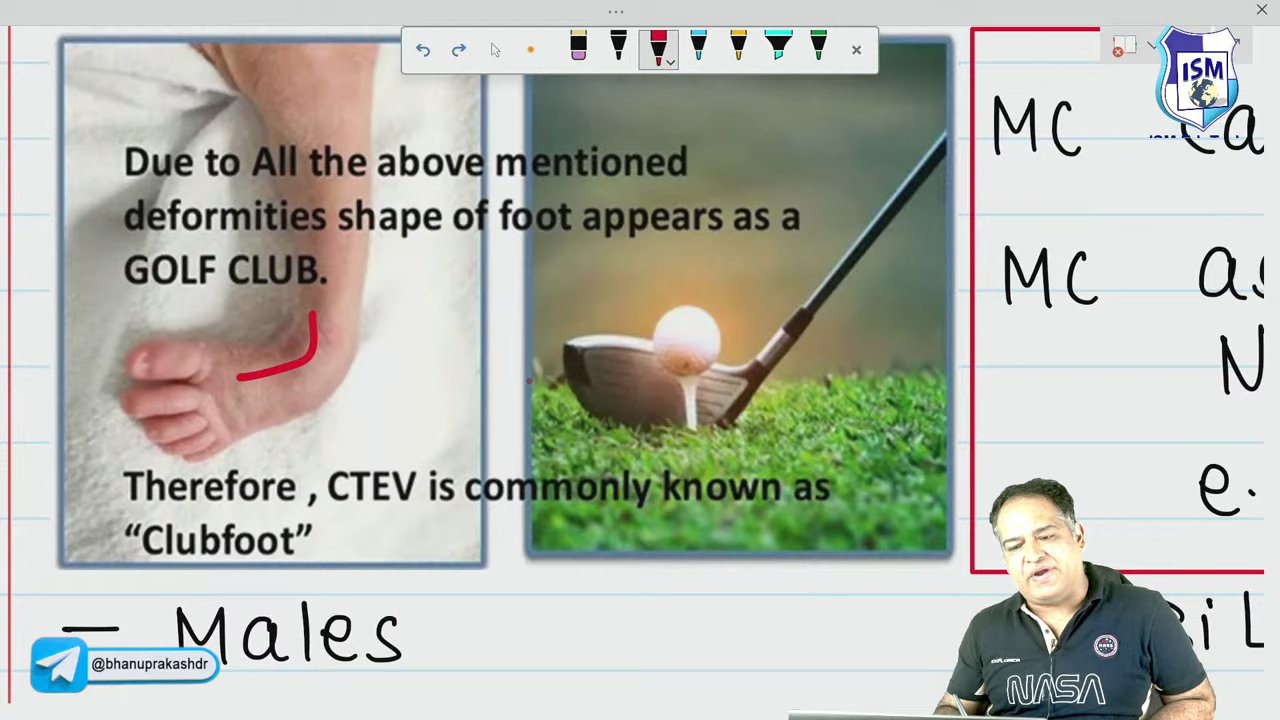 Due to All the above mentioned
deformities shape of foot appears as a
GOLF CLUB.
Therefore , CTEV is commonly known as
“Clubfoot”
– Males
@bhanuprakashdr
MC
MC
N
e.
ISM
NASA